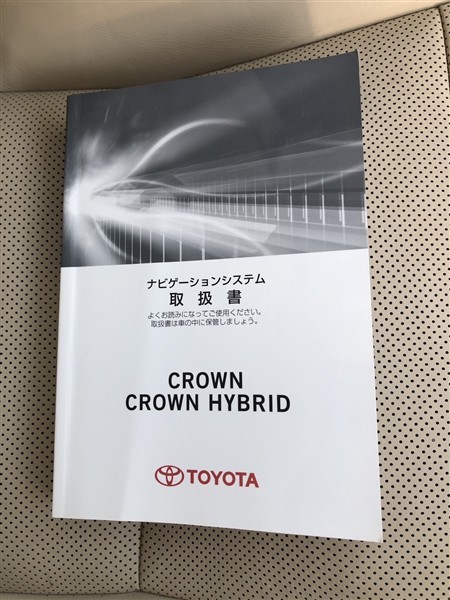 ナビゲーションシステム
取扱書
よくお読みになってご使用ください。
取扱書は車の中に保管しましょう。
CROWN
CROWN HYBRID
TOYOTA